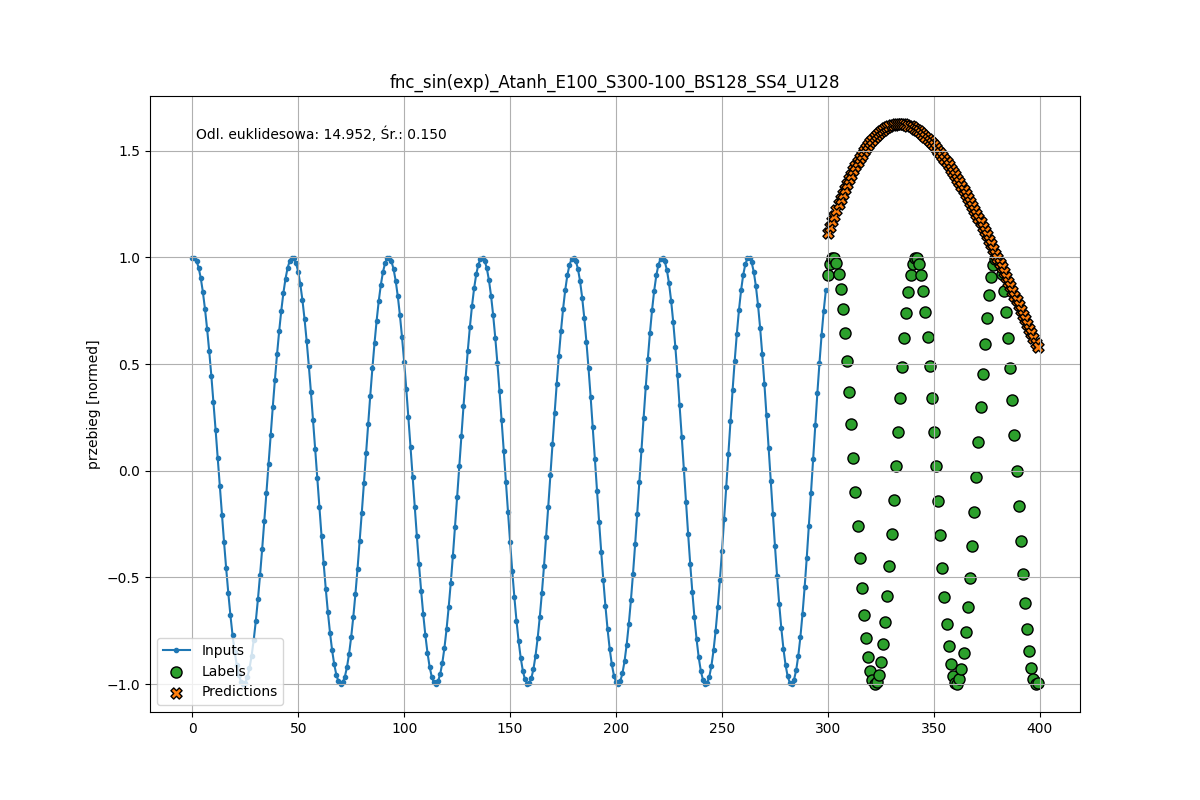 fnc_sin(exp)_Atanh_E100_S300-100_BS128_SS4_U128
Odl. euklidesowa: 14.952, Śr.: 0.150
przebieg [normed]
1.5
1.0
0.5
0.0
−0.5
−1.0
Inputs
Labels
Predictions
0 50 100 150 200 250 300 350 400